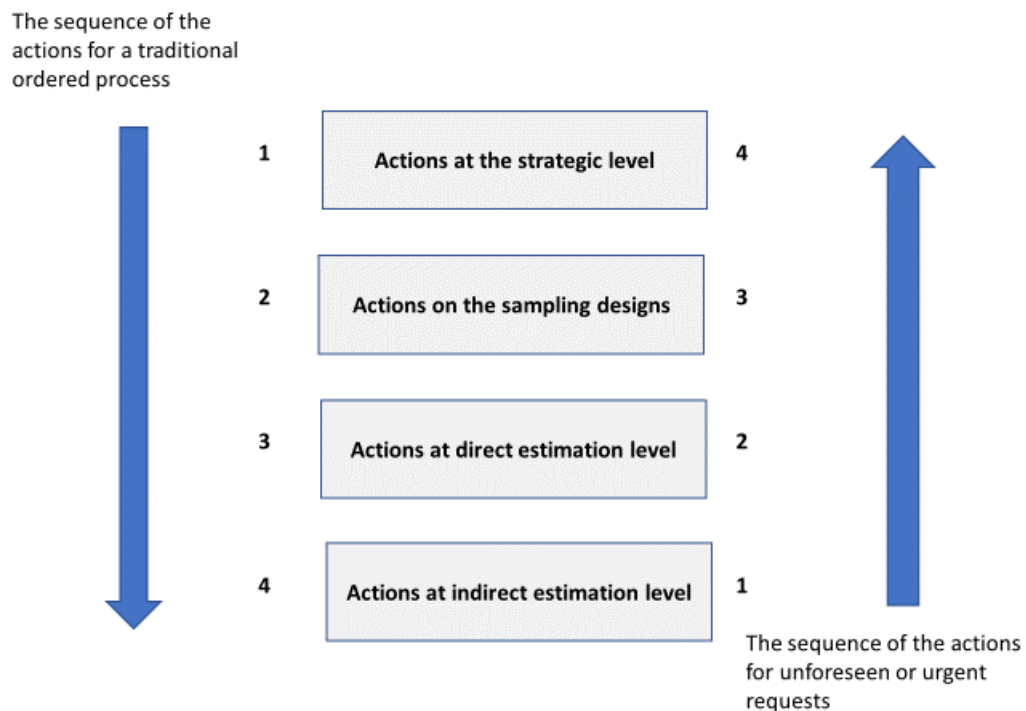 The sequence of the
actions for a traditional
ordered process
1
Actions at the strategic level
4
2
Actions on the sampling designs
3
3
Actions at direct estimation level
2
4
Actions at indirect estimation level
1
The sequence of the actions
for unforeseen or urgent
requests